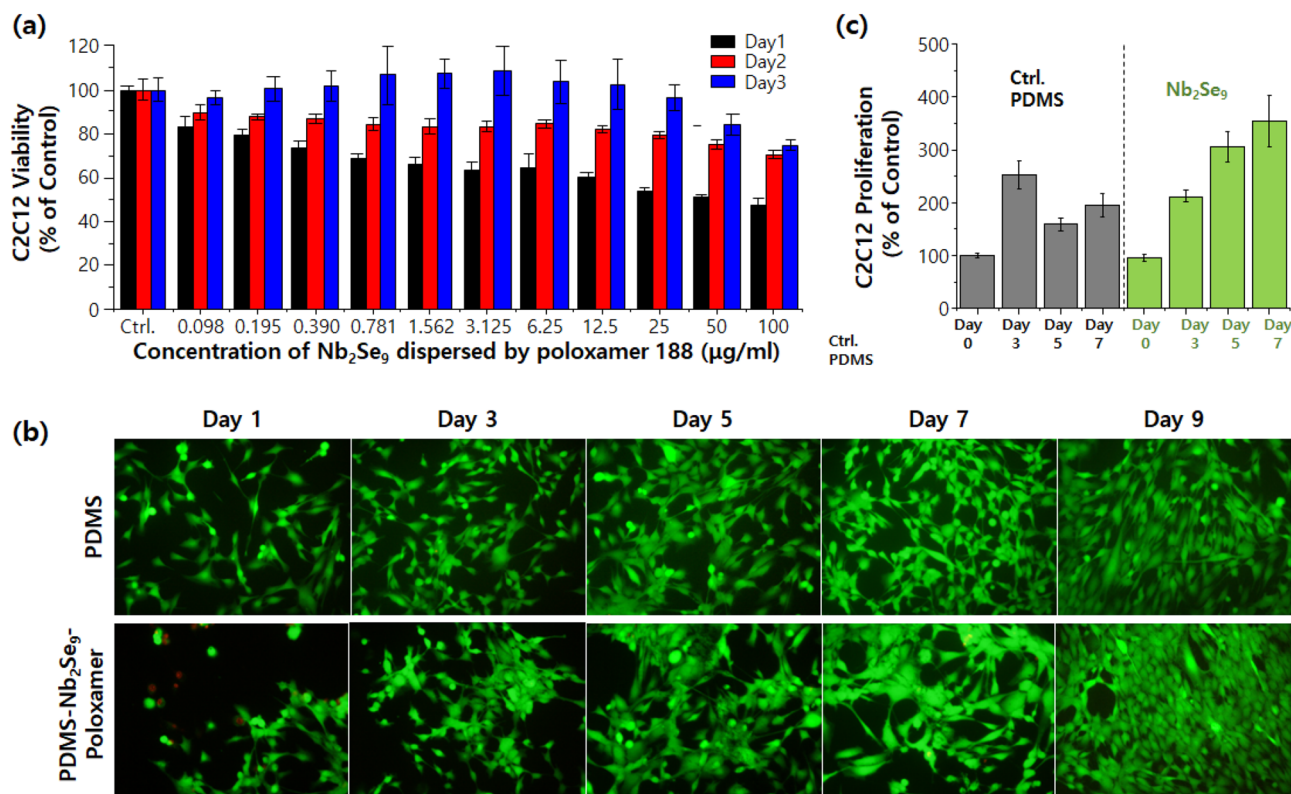 (a)
120
100
80
60
40
20
0
C2C12 Viability
(% of Control)
Day1
Day2
Day3
Ctrl. 0.098 0.195 0.390 0.781 1.562 3.125 6.25 12.5 25 50 100
Concentration of Nb₂Se₉ dispersed by poloxamer 188 (μg/ml)
(c)
500
400
300
200
100
0
C2C12 Proliferation
(% of Control)
Ctrl.
PDMS
Nb₂Se₉
Day Day Day Day Day Day Day Day
0 3 5 7 0 3 5 7
Ctrl.
PDMS
(b)
Day 1 Day 3 Day 5 Day 7 Day 9
PDMS
PDMS-Nb₂Se₉-
Poloxamer